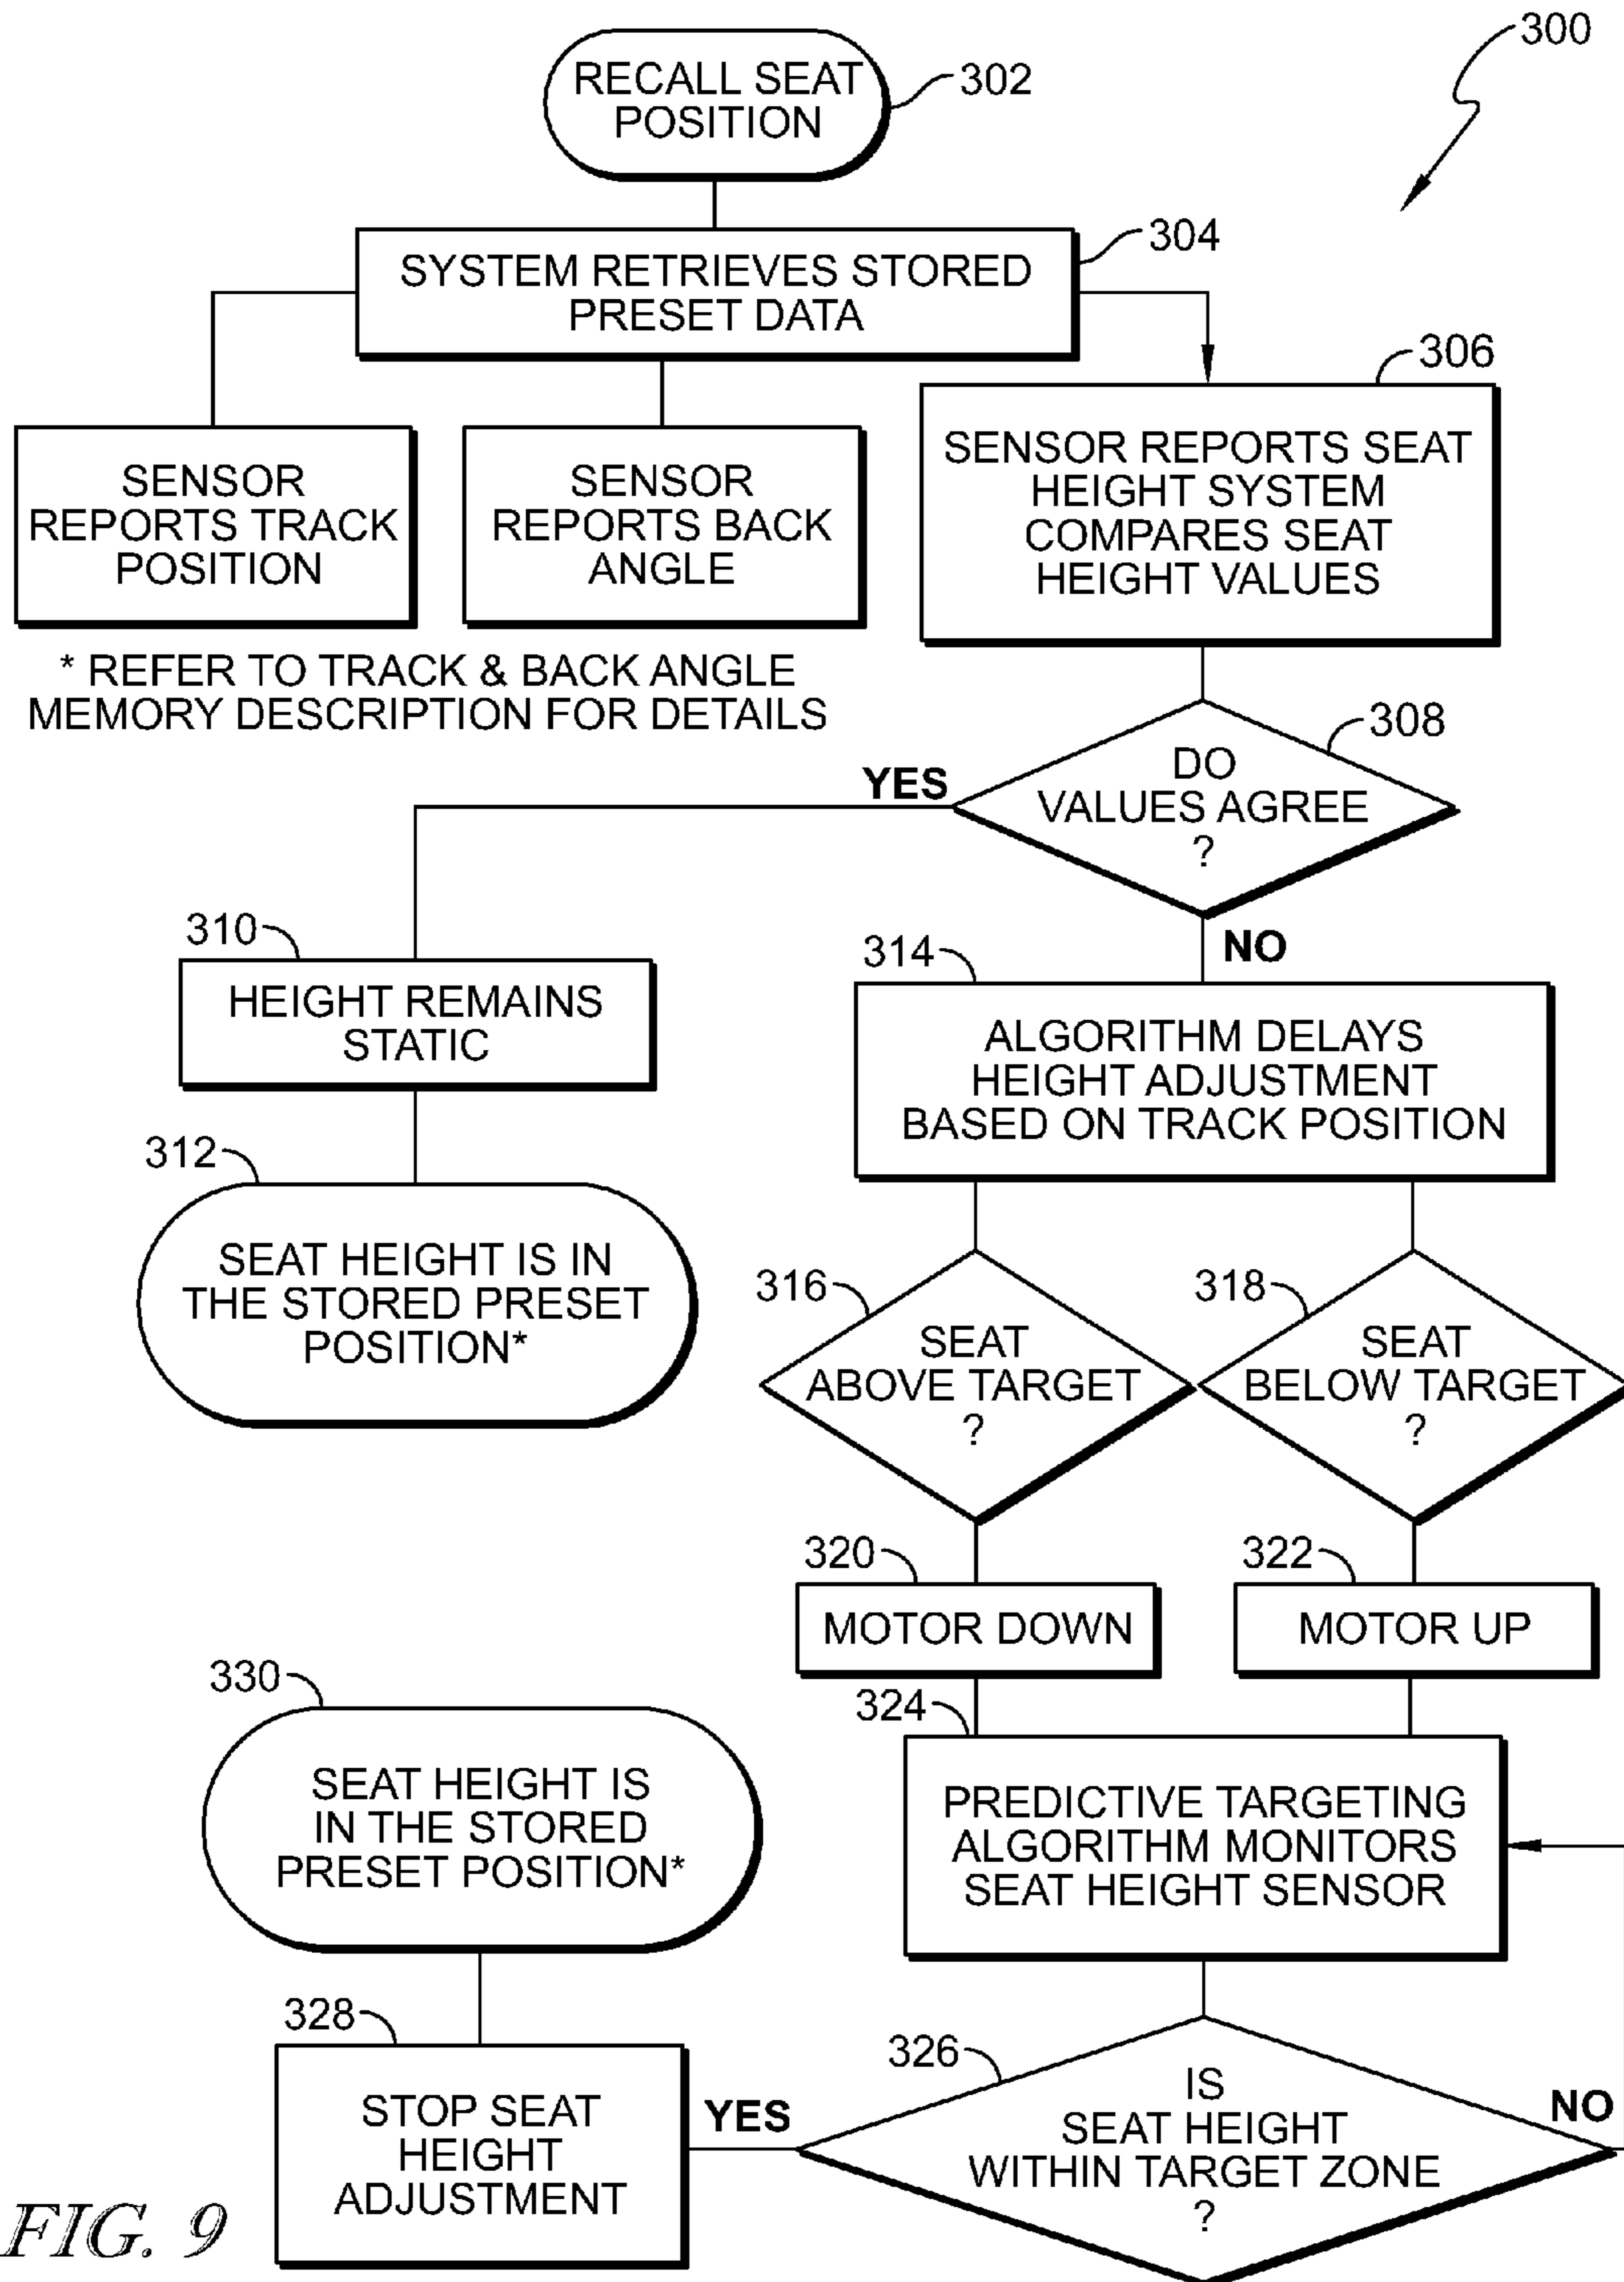 300
RECALL SEAT
POSITION
302
304
SYSTEM RETRIEVES STORED
PRESET DATA
306
SENSOR
REPORTS TRACK
POSITION
SENSOR
REPORTS BACK
ANGLE
SENSOR REPORTS SEAT
HEIGHT SYSTEM
COMPARES SEAT
HEIGHT VALUES
* REFER TO TRACK & BACK ANGLE
MEMORY DESCRIPTION FOR DETAILS
308
DO
VALUES AGREE
?
YES
NO
310
HEIGHT REMAINS
STATIC
312
SEAT HEIGHT IS IN
THE STORED PRESET
POSITION*
314
ALGORITHM DELAYS
HEIGHT ADJUSTMENT
BASED ON TRACK POSITION
316
SEAT
ABOVE TARGET
?
318
SEAT
BELOW TARGET
?
320
MOTOR DOWN
322
MOTOR UP
324
PREDICTIVE TARGETING
ALGORITHM MONITORS
SEAT HEIGHT SENSOR
326
IS
SEAT HEIGHT
WITHIN TARGET ZONE
?
NO
YES
328
STOP SEAT
HEIGHT
ADJUSTMENT
330
SEAT HEIGHT IS
IN THE STORED
PRESET POSITION*
FIG. 9